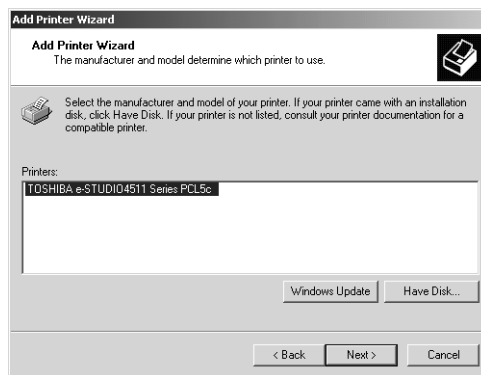 Add Printer Wizard
Add Printer Wizard
The manufacturer and model determine which printer to use.
Select the manufacturer and model of your printer. If your printer came with an installation
disk, click Have Disk. If your printer is not listed, consult your printer documentation for a
compatible printer.
Printers:
TOSHIBA e-STUDIO4511 Series PCL5c
Windows Update
Have Disk...
< Back
Next >
Cancel